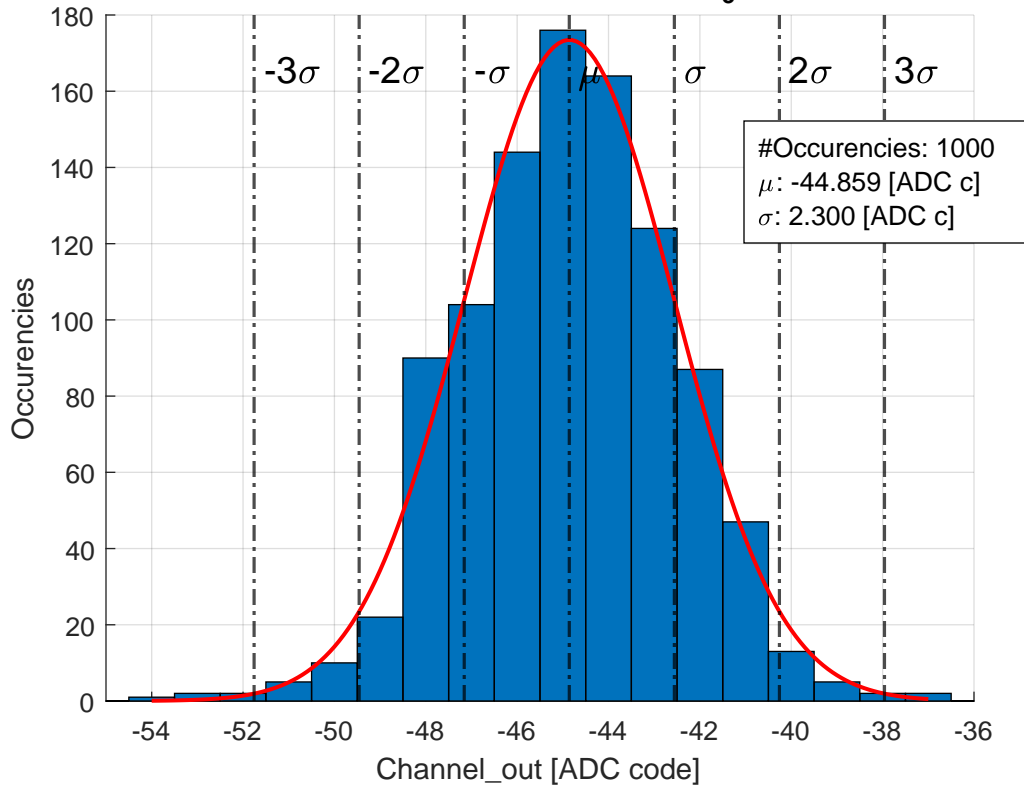 180
160
140
120
100
80
60
40
20
0
Occurencies
-3σ -2σ -σ μ σ 2σ 3σ
#Occurencies: 1000
μ: -44.859 [ADC c]
σ: 2.300 [ADC c]
-54 -52 -50 -48 -46 -44 -42 -40 -38 -36
Channel_out [ADC code]